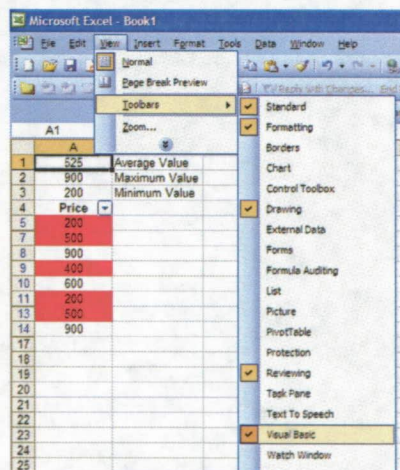 Microsoft Excel - Book1
File Edit View Insert Format Tools Data Window Help
Normal
Page Break Preview
Toolbars
Zoom...
Reply with Changes... End
Standard
Formatting
Borders
Chart
Control Toolbox
Drawing
External Data
Forms
Formula Auditing
List
Picture
PivotTable
Protection
Reviewing
Task Pane
Text To Speech
Visual Basic
Watch Window
A1
A
1 525 Average Value
2 900 Maximum Value
3 200 Minimum Value
4 Price
5 200
7 500
8 900
9 400
10 600
11 200
13 500
14 900
17
18
19
20
21
22
23
24
25